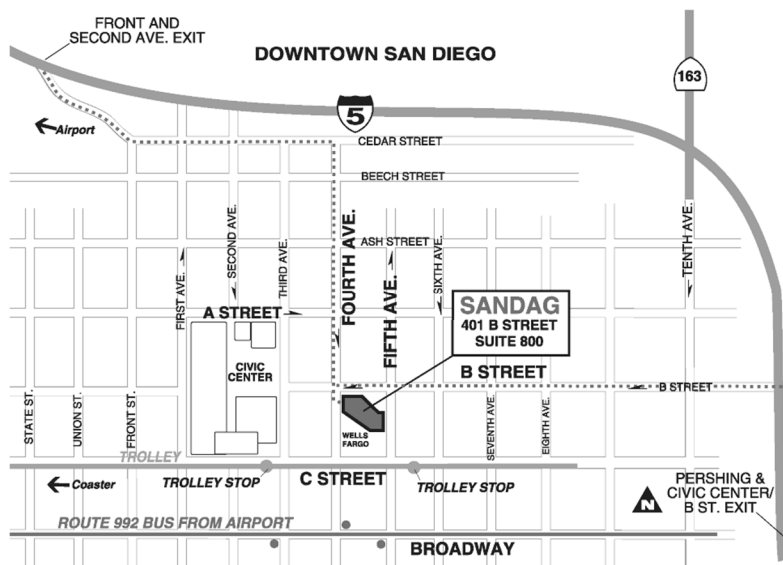 FRONT AND
SECOND AVE. EXIT
DOWNTOWN SAN DIEGO
163
5
Airport
CEDAR STREET
BEECH STREET
FIRST AVE.
SECOND AVE.
THIRD AVE.
FOURTH AVE.
ASH STREET
FIFTH AVE.
SIXTH AVE.
TENTH AVE.
A STREET
SANDAG
401 B STREET
SUITE 800
CIVIC
CENTER
B STREET
B STREET
STATE ST.
UNION ST.
FRONT ST.
WELLS
FARGO
SEVENTH AVE.
EIGHTH AVE.
TROLLEY
Coaster
TROLLEY STOP
C STREET
TROLLEY STOP
PERSHING &
CIVIC CENTER/
B ST. EXIT
N
ROUTE 992 BUS FROM AIRPORT
BROADWAY